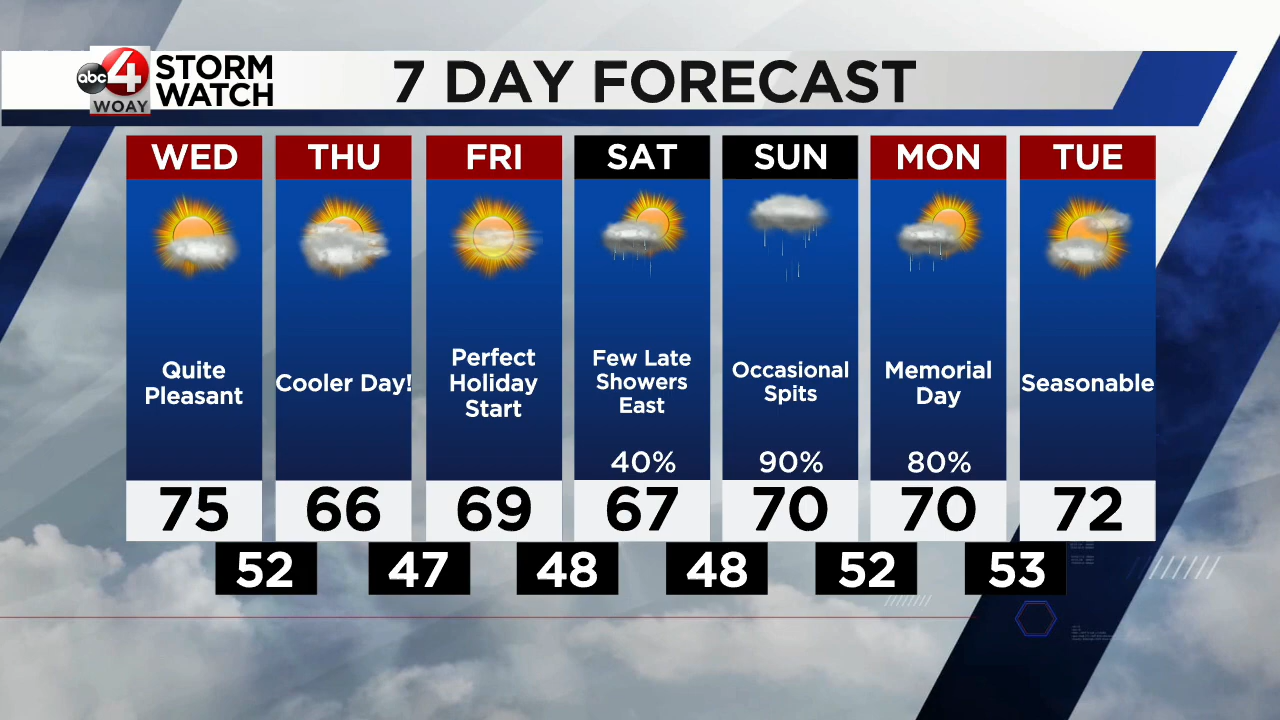 abc 4
WOAY
STORM
WATCH
7 DAY FORECAST
WED
THU
FRI
SAT
SUN
MON
TUE
Quite
Pleasant
Cooler Day!
Perfect
Holiday
Start
Few Late
Showers
East
Occasional
Spits
Memorial
Day
Seasonable
40%
90%
80%
75
66
69
67
70
70
72
52
47
48
48
52
53